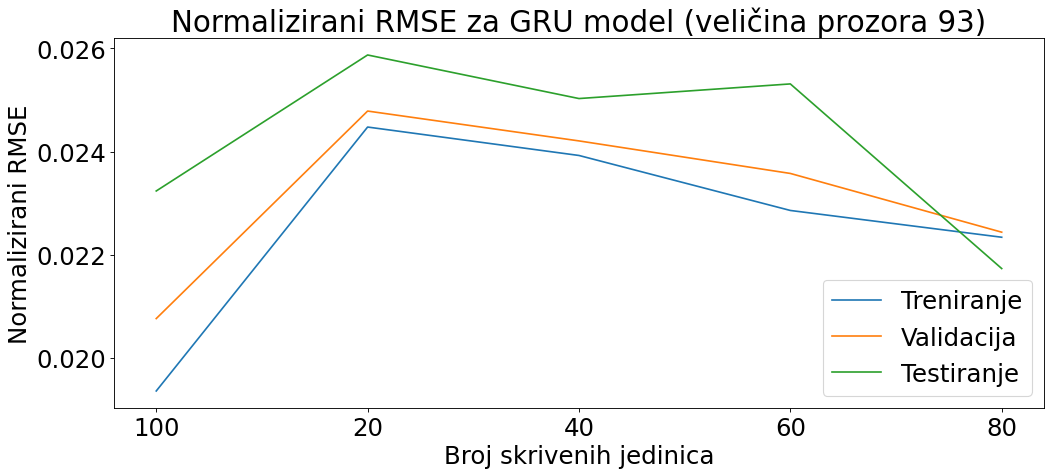 Normalizirani RMSE za GRU model (veličina prozora 93)
Normalizirani RMSE
0.026
0.024
0.022
0.020
100 20 40 60 80
Broj skrivenih jedinica
Treniranje
Validacija
Testiranje